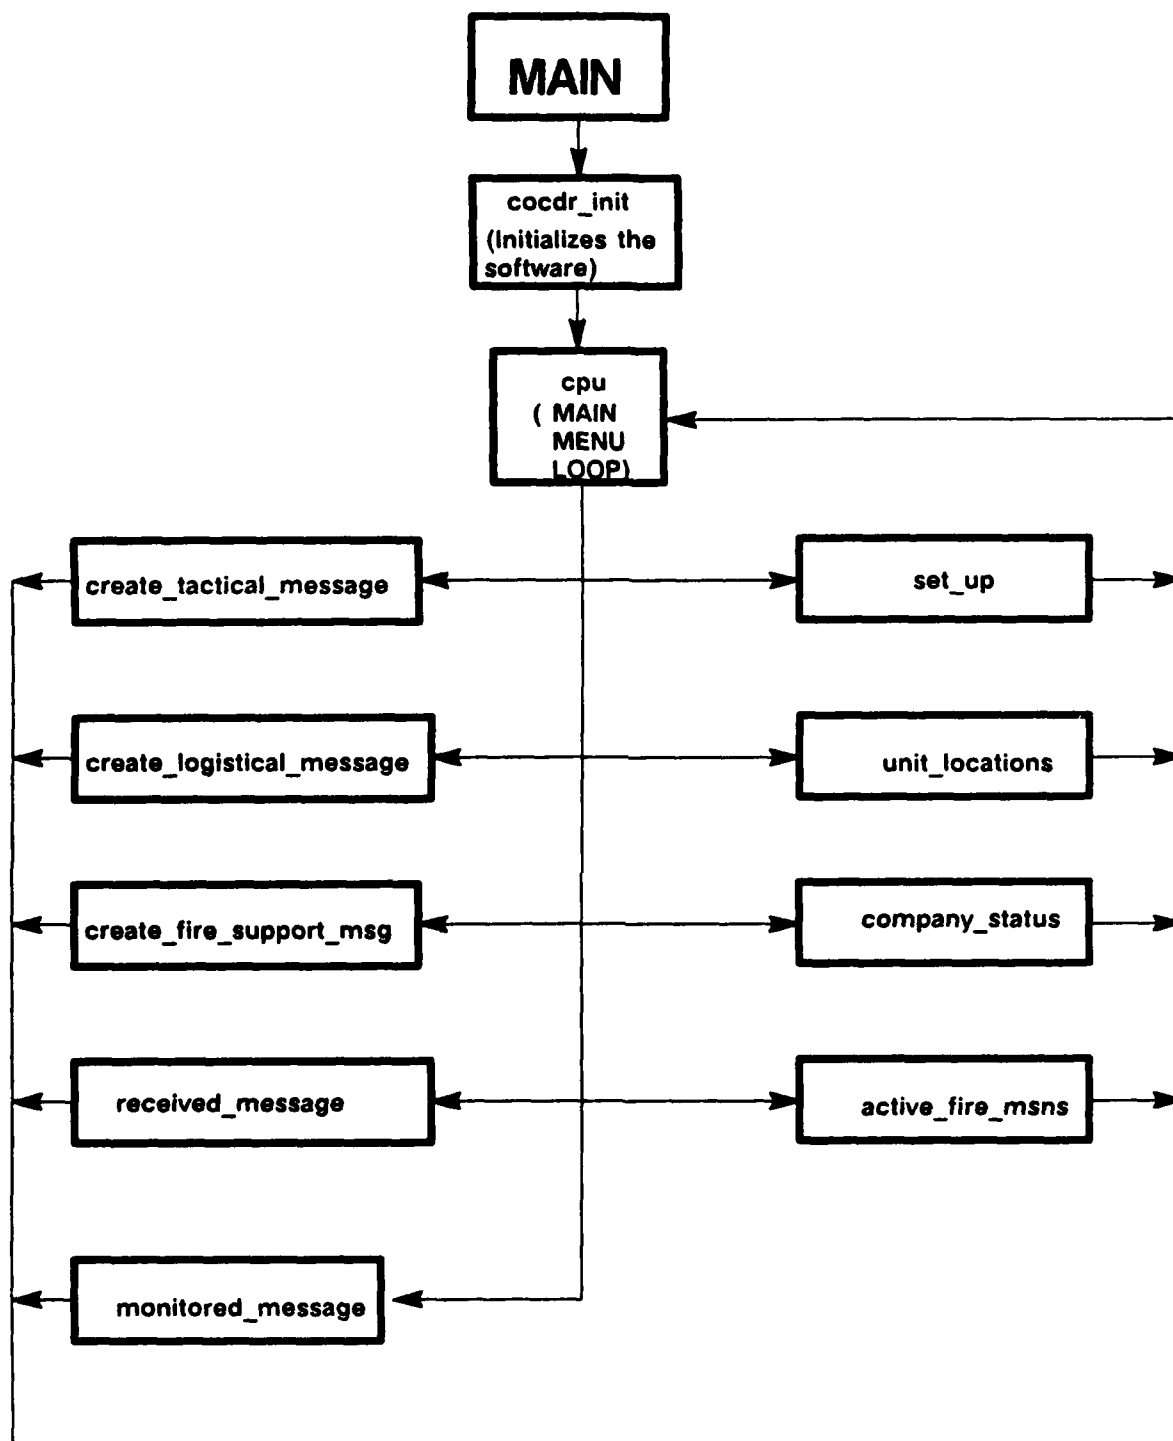 MAIN
cocdr_init
(Initializes the
software)
cpu
( MAIN
MENU
LOOP)
create_tactical_message
set_up
create_logistical_message
unit_locations
create_fire_support_msg
company_status
received_message
active_fire_msns
monitored_message